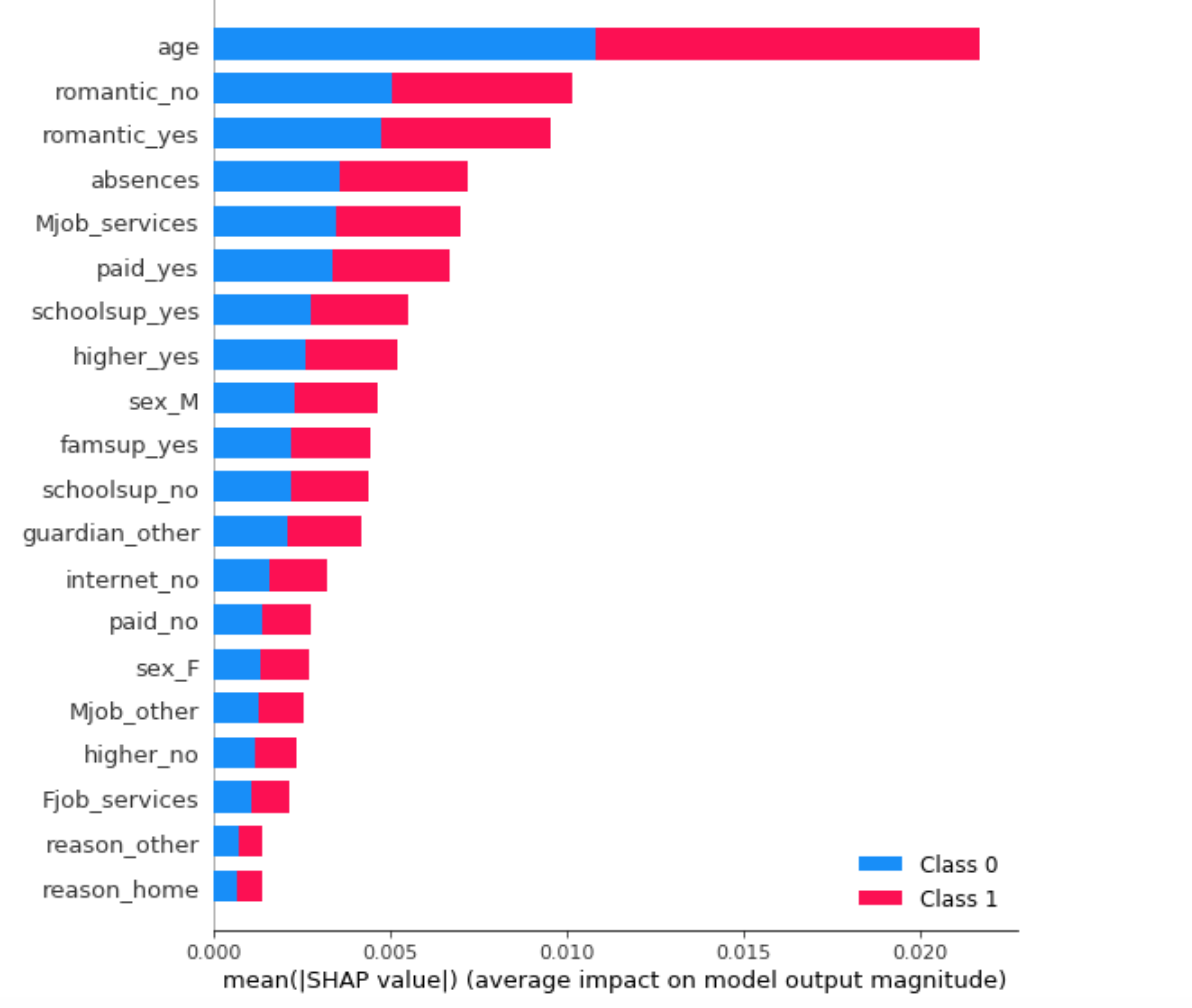 age
romantic_no
romantic_yes
absences
Mjob_services
paid_yes
schoolsup_yes
higher_yes
sex_M
famsup_yes
schoolsup_no
guardian_other
internet_no
paid_no
sex_F
Mjob_other
higher_no
Fjob_services
reason_other
reason_home
Class 0
Class 1
0.000 0.005 0.010 0.015 0.020
mean(|SHAP value|) (average impact on model output magnitude)